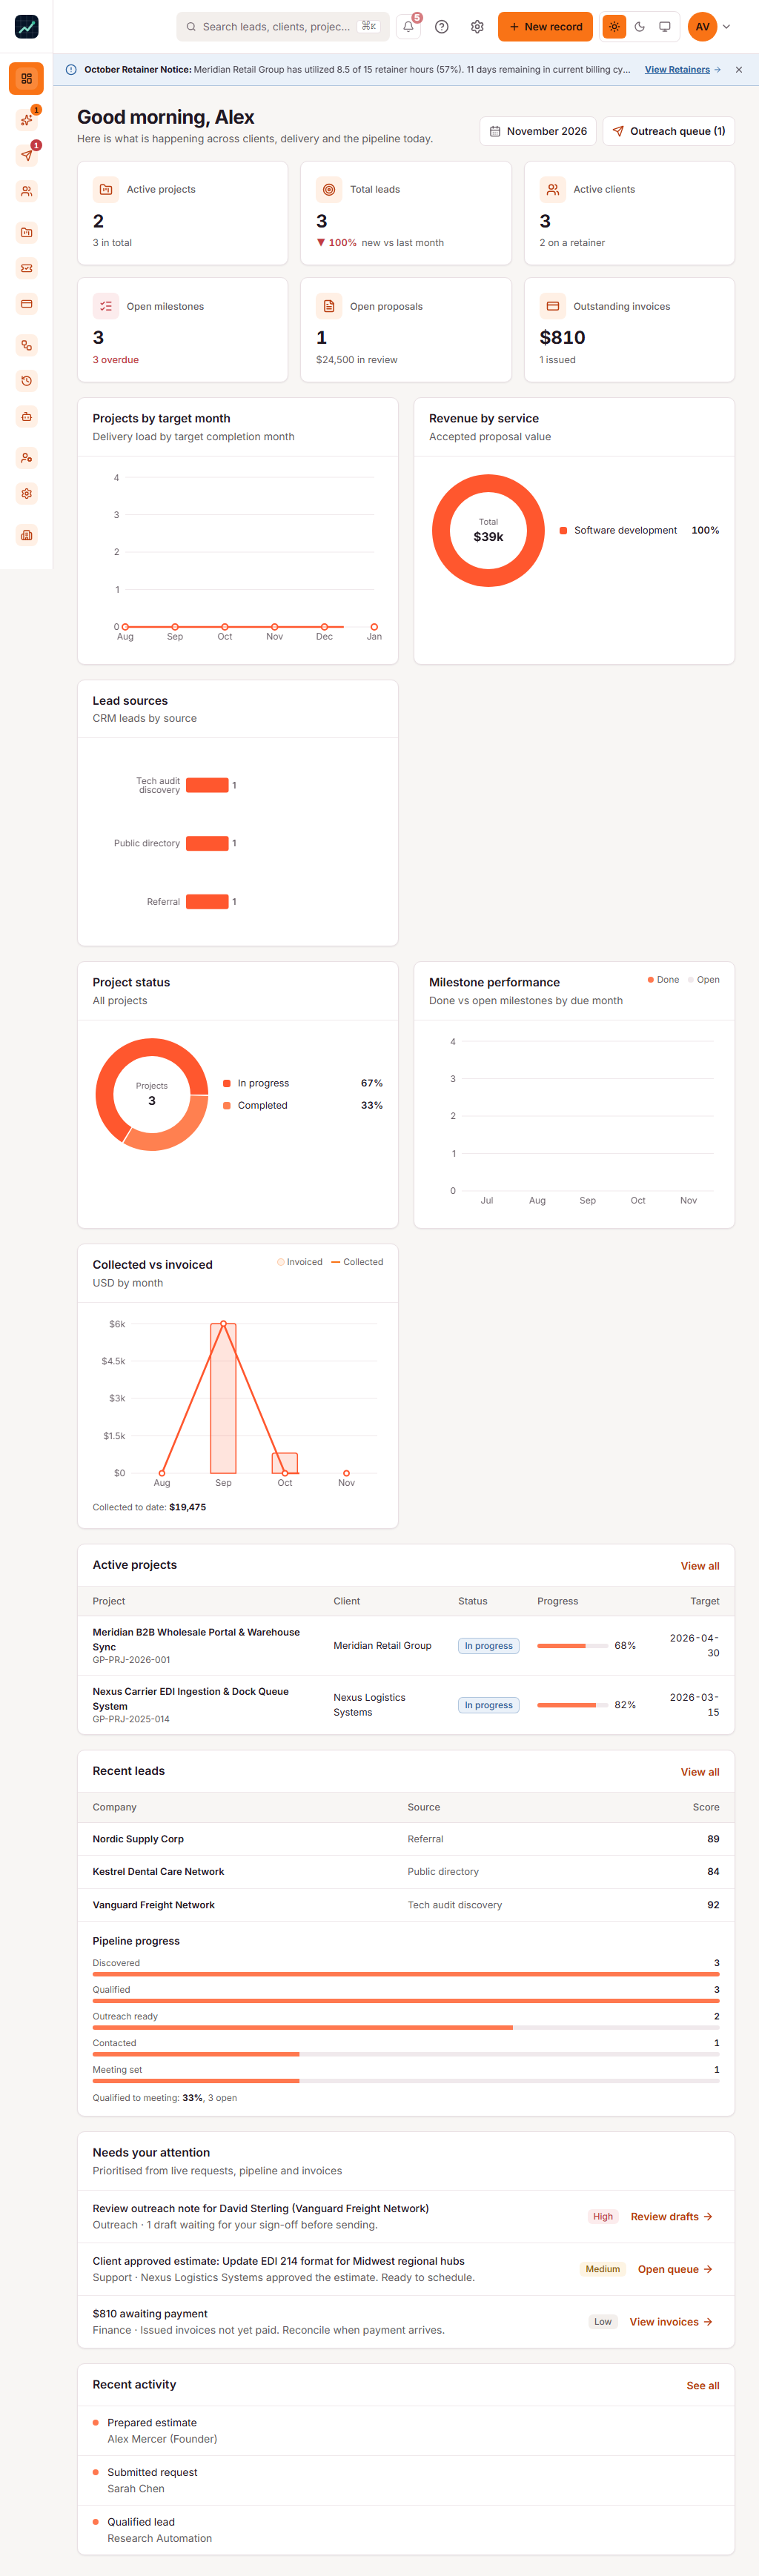 Search leads, clients, projec... ⌘K
5
+ New record
AV
October Retainer Notice: Meridian Retail Group has utilized 8.5 of 15 retainer hours (57%). 11 days remaining in current billing cy... View Retainers →
1
1
Good morning, Alex
Here is what is happening across clients, delivery and the pipeline today.
November 2026
Outreach queue (1)
Active projects
2
3 in total
Total leads
3
▼ 100% new vs last month
Active clients
3
2 on a retainer
Open milestones
3
3 overdue
Open proposals
1
$24,500 in review
Outstanding invoices
$810
1 issued
Projects by target month
Delivery load by target completion month
4
3
2
1
0
Aug Sep Oct Nov Dec Jan
Revenue by service
Accepted proposal value
Total
$39k
Software development 100%
Lead sources
CRM leads by source
Tech audit
discovery
1
Public directory 1
Referral 1
Project status
All projects
Projects
3
In progress 67%
Completed 33%
Milestone performance
Done Open
Done vs open milestones by due month
4
3
2
1
0
Jul Aug Sep Oct Nov
Collected vs invoiced
Invoiced Collected
USD by month
$6k
$4.5k
$3k
$1.5k
$0
Aug Sep Oct Nov
Collected to date: $19,475
Active projects View all
Project Client Status Progress Target
Meridian B2B Wholesale Portal & Warehouse
Sync
GP-PRJ-2026-001
Meridian Retail Group
In progress
68%
2026-04-
30
Nexus Carrier EDI Ingestion & Dock Queue
System
GP-PRJ-2025-014
Nexus Logistics
Systems
In progress
82%
2026-03-
15
Recent leads View all
Company Source Score
Nordic Supply Corp Referral 89
Kestrel Dental Care Network Public directory 84
Vanguard Freight Network Tech audit discovery 92
Pipeline progress
Discovered 3
Qualified 3
Outreach ready 2
Contacted 1
Meeting set 1
Qualified to meeting: 33%, 3 open
Needs your attention
Prioritised from live requests, pipeline and invoices
Review outreach note for David Sterling (Vanguard Freight Network)
Outreach · 1 draft waiting for your sign-off before sending.
High Review drafts →
Client approved estimate: Update EDI 214 format for Midwest regional hubs
Support · Nexus Logistics Systems approved the estimate. Ready to schedule.
Medium Open queue →
$810 awaiting payment
Finance · Issued invoices not yet paid. Reconcile when payment arrives.
Low View invoices →
Recent activity See all
Prepared estimate
Alex Mercer (Founder)
Submitted request
Sarah Chen
Qualified lead
Research Automation